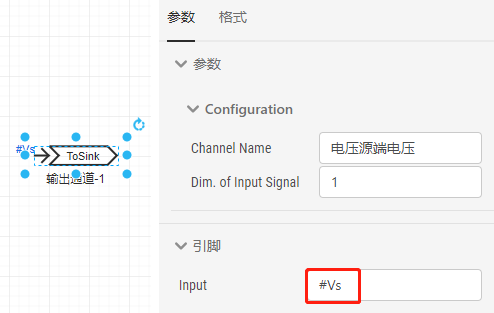 #Vs
ToSink
输出通道-1
参数 格式
参数
Configuration
Channel Name 电压源端电压
Dim. of Input Signal 1
引脚
Input #Vs